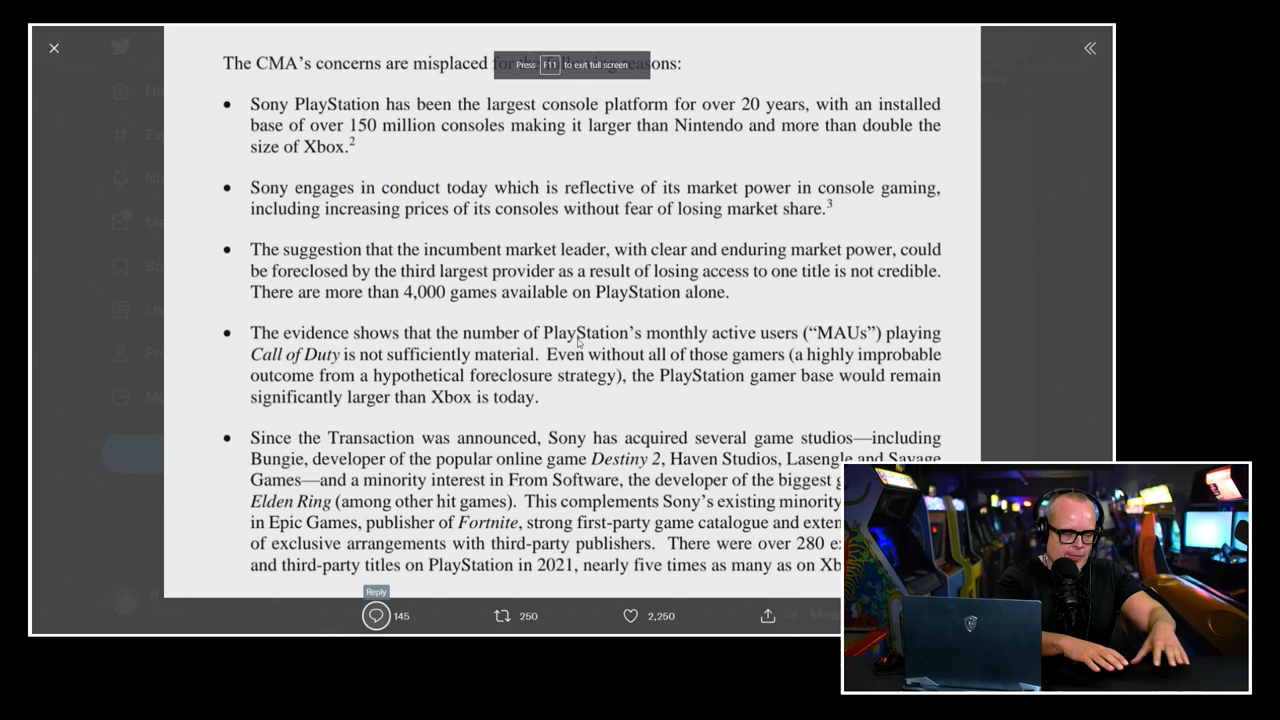 The CMA's concerns are misplaced for the following reasons:
Press F11 to exit full screen
• Sony PlayStation has been the largest console platform for over 20 years, with an installed
base of over 150 million consoles making it larger than Nintendo and more than double the
size of Xbox.2
• Sony engages in conduct today which is reflective of its market power in console gaming,
including increasing prices of its consoles without fear of losing market share.3
• The suggestion that the incumbent market leader, with clear and enduring market power, could
be foreclosed by the third largest provider as a result of losing access to one title is not credible.
There are more than 4,000 games available on PlayStation alone.
• The evidence shows that the number of PlayStation's monthly active users (“MAUs”) playing
Call of Duty is not sufficiently material. Even without all of those gamers (a highly improbable
outcome from a hypothetical foreclosure strategy), the PlayStation gamer base would remain
significantly larger than Xbox is today.
• Since the Transaction was announced, Sony has acquired several game studios—including
Bungie, developer of the popular online game Destiny 2, Haven Studios, Lasengle and Savage
Games—and a minority interest in From Software, the developer of the biggest g
Elden Ring (among other hit games). This complements Sony's existing minority
in Epic Games, publisher of Fortnite, strong first-party game catalogue and exten
of exclusive arrangements with third-party publishers. There were over 280 e
and third-party titles on PlayStation in 2021, nearly five times as many as on Xb
Reply
145 250 2,250